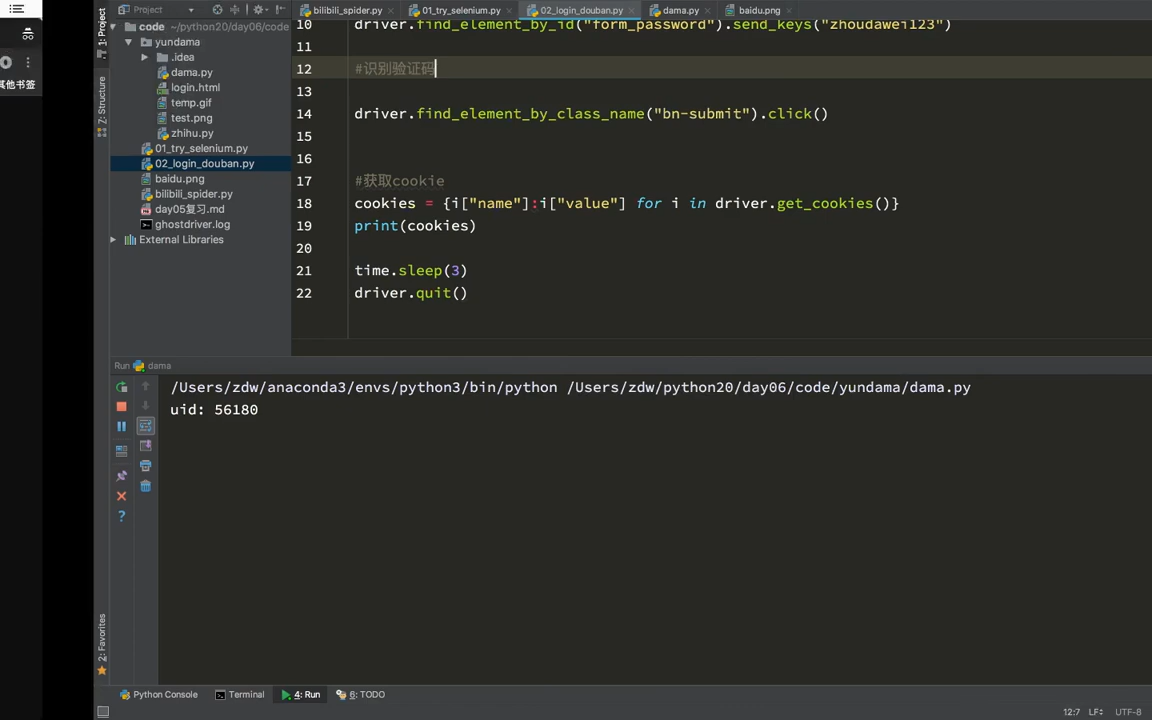 其他书签
1: Project
7: Structure
2: Favorites
Project
code ~/python20/day06/code
yundama
.idea
dama.py
login.html
temp.gif
test.png
zhihu.py
01_try_selenium.py
02_login_douban.py
baidu.png
bilibili_spider.py
day05复习.md
ghostdriver.log
External Libraries
bilibili_spider.py
01_try_selenium.py
02_login_douban.py
dama.py
baidu.png
10 driver.find_element_by_id("form_password").send_keys("zhoudawei123")
11
12 #识别验证码
13
14 driver.find_element_by_class_name("bn-submit").click()
15
16
17 #获取cookie
18 cookies = {i["name"]:i["value"] for i in driver.get_cookies()}
19 print(cookies)
20
21 time.sleep(3)
22 driver.quit()
Run dama
/Users/zdw/anaconda3/envs/python3/bin/python /Users/zdw/python20/day06/code/yundama/dama.py
uid: 56180
Python Console
Terminal
4: Run
6: TODO
12:7 LF÷ UTF-8